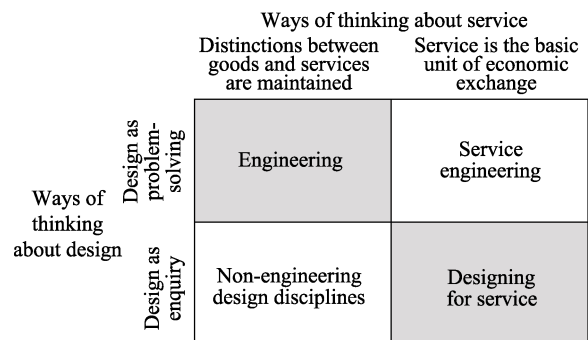 Ways of thinking about service
Distinctions between
goods and services
are maintained
Service is the basic
unit of economic
exchange
Ways of
thinking
about design
Design as
problem-
solving
Engineering
Service
engineering
Design as
enquiry
Non-engineering
design disciplines
Designing
for service